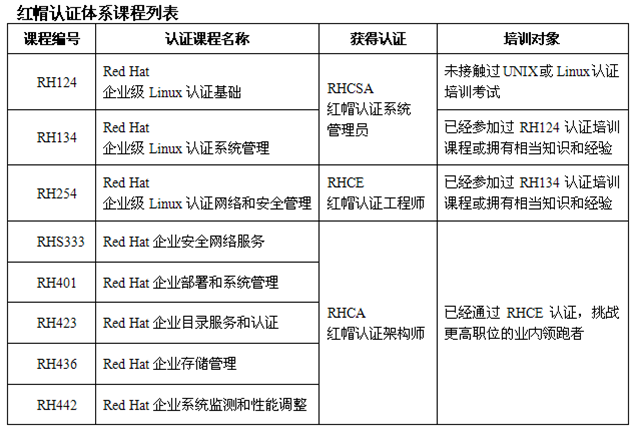 红帽认证体系课程列表
课程编号 认证课程名称 获得认证 培训对象
RH124
Red Hat
企业级 Linux 认证基础
RHCSA
红帽认证系统
管理员
未接触过 UNIX 或 Linux 认证
培训考试
RH134
Red Hat
企业级 Linux 认证系统管理
已经参加过 RH124 认证培训
课程或拥有相当知识和经验
RH254
Red Hat
企业级 Linux 认证网络和安全管理
RHCE
红帽认证工程师
已经参加过 RH134 认证培训
课程或拥有相当知识和经验
RHS333 Red Hat 企业安全网络服务
RH401 Red Hat 企业部署和系统管理
RH423 Red Hat 企业目录服务和认证
RH436 Red Hat 企业存储管理
RH442 Red Hat 企业系统监测和性能调整
RHCA
红帽认证架构师
已经通过 RHCE 认证，挑战
更高职位的业内领跑者